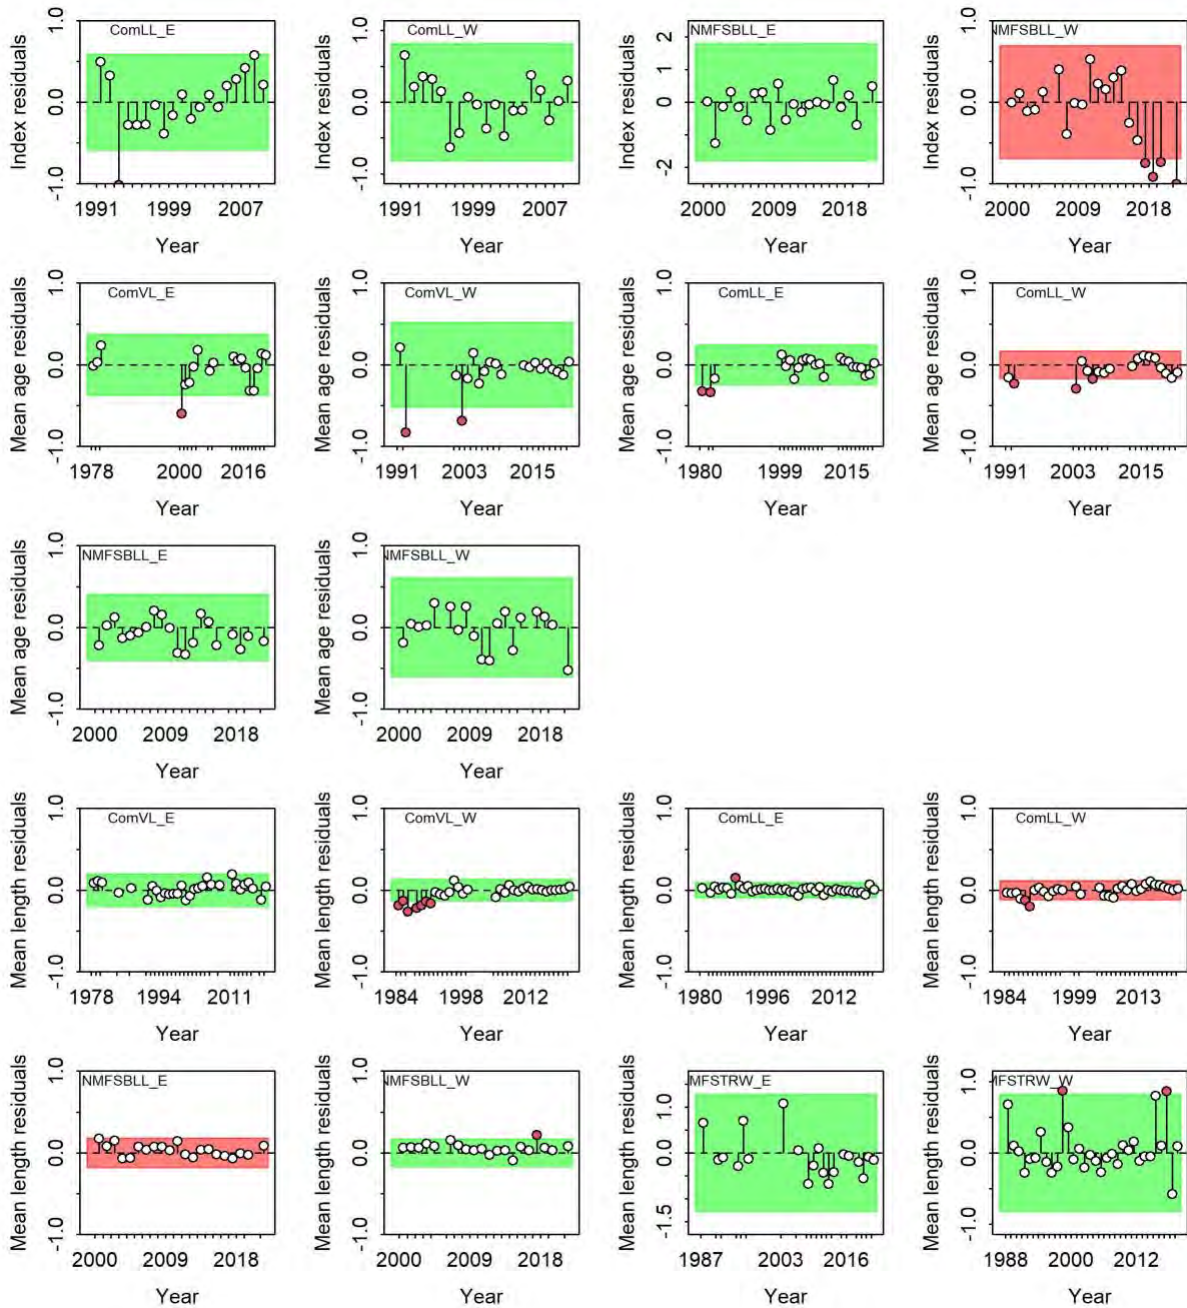 ComLL_E
Index residuals
1.0
0.0
-1.0
1991 1999 2007
Year
ComLL_W
Index residuals
1.0
0.0
-1.0
1991 1999 2007
Year
NMFSBLL_E
Index residuals
2
0
-2
2000 2009 2018
Year
NMFSBLL_W
Index residuals
1.0
0.0
-1.0
2000 2009 2018
Year
ComVL_E
Mean age residuals
1.0
0.0
-1.0
1978 2000 2016
Year
ComVL_W
Mean age residuals
1.0
0.0
-1.0
1991 2003 2015
Year
ComLL_E
Mean age residuals
1.0
0.0
-1.0
1980 1999 2015
Year
ComLL_W
Mean age residuals
1.0
0.0
-1.0
1991 2003 2015
Year
NMFSBLL_E
Mean age residuals
1.0
0.0
-1.0
2000 2009 2018
Year
NMFSBLL_W
Mean age residuals
1.0
0.0
-1.0
2000 2009 2018
Year
ComVL_E
Mean length residuals
1.0
0.0
-1.0
1978 1994 2011
Year
ComVL_W
Mean length residuals
1.0
0.0
-1.0
1984 1998 2012
Year
ComLL_E
Mean length residuals
1.0
0.0
-1.0
1980 1996 2012
Year
ComLL_W
Mean length residuals
1.0
0.0
-1.0
1984 1999 2013
Year
NMFSBLL_E
Mean length residuals
1.0
0.0
-1.0
2000 2009 2018
Year
NMFSBLL_W
Mean length residuals
1.0
0.0
-1.0
2000 2009 2018
Year
MFSTRW_E
Mean length residuals
1.0
0.0
-1.5
1987 2003 2016
Year
MFSTRW_W
Mean length residuals
1.0
0.0
-1.0
1988 2000 2012
Year